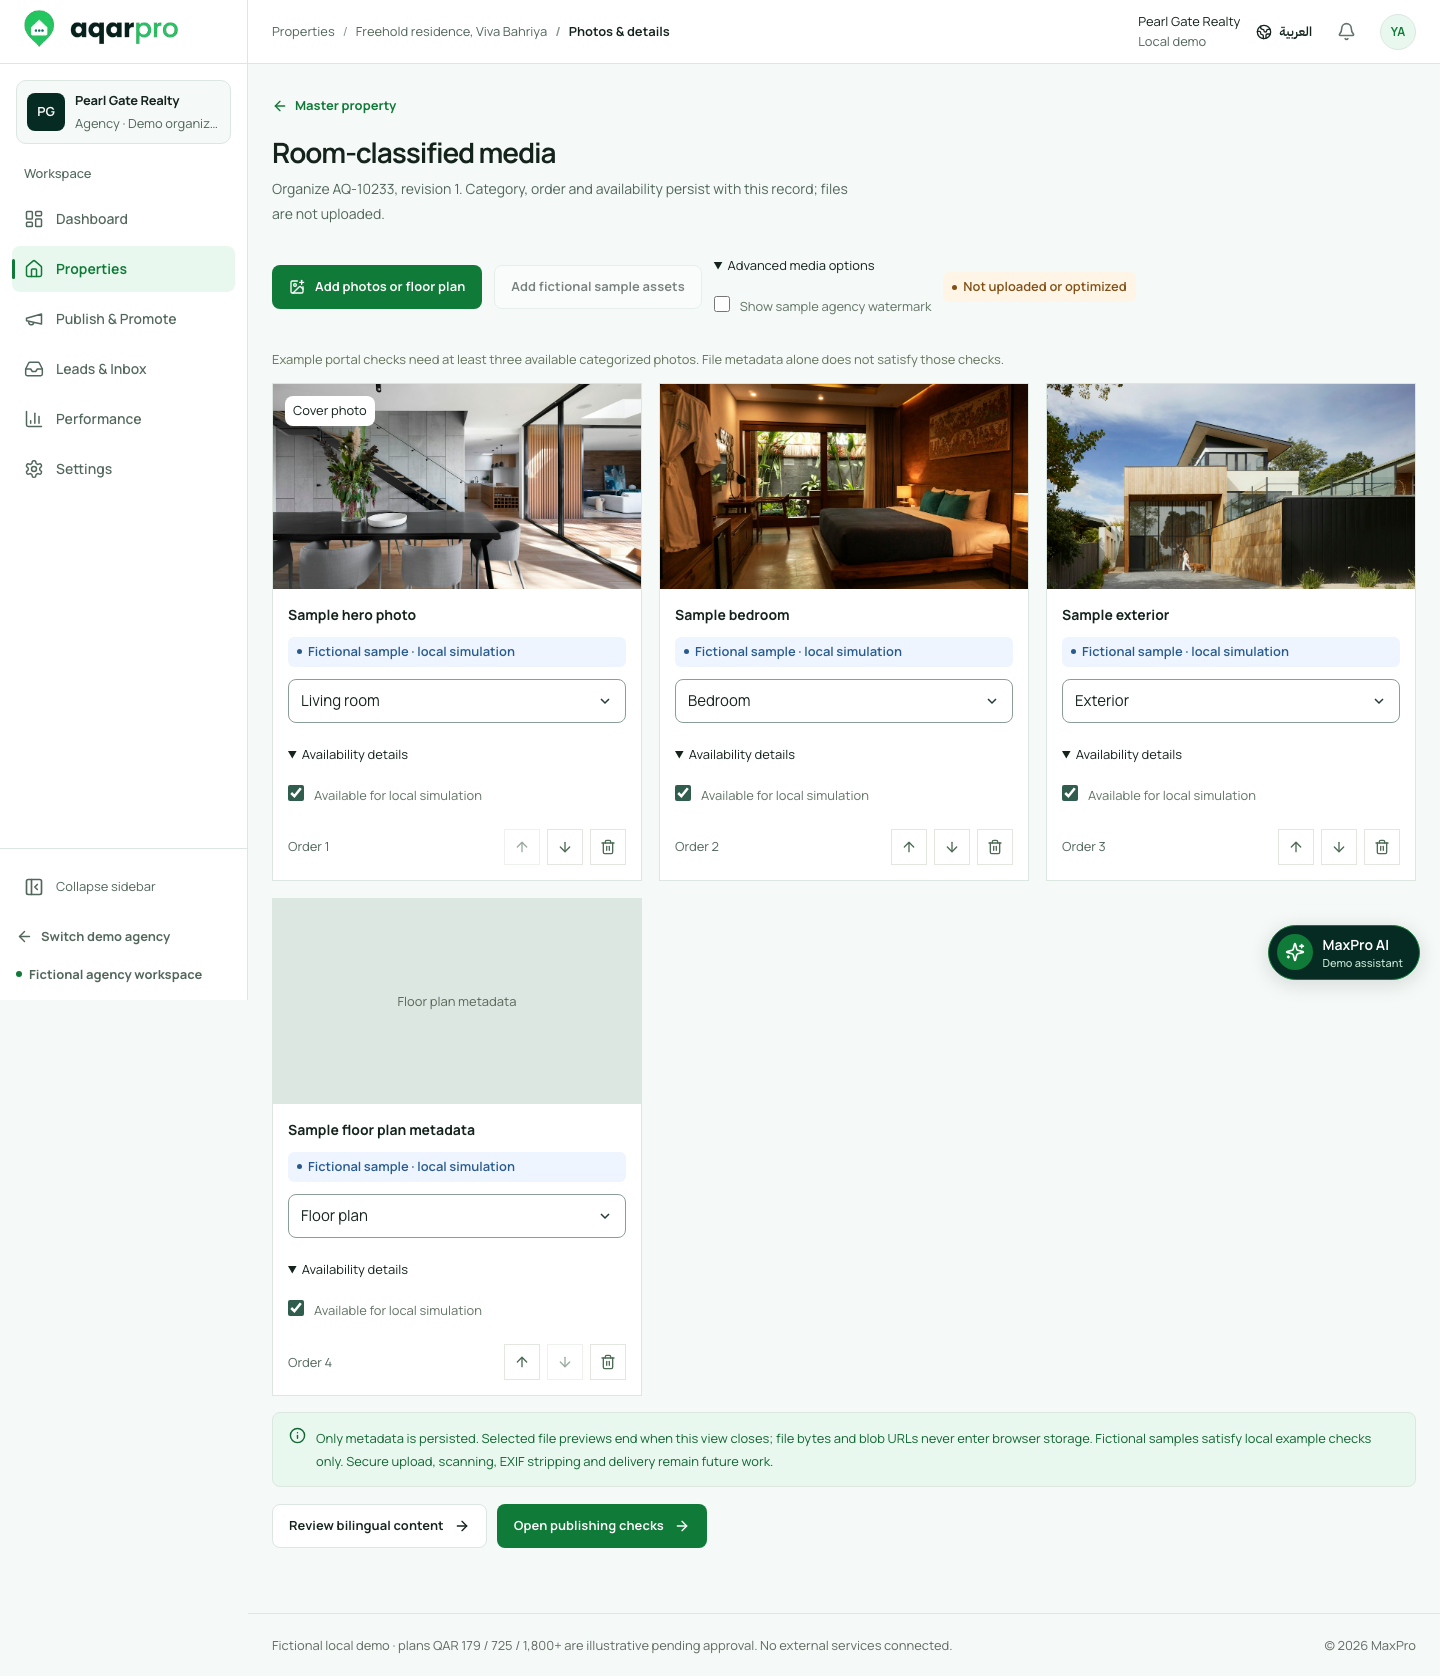 aqarpro
Properties / Freehold residence, Viva Bahriya / Photos & details
Pearl Gate Realty
Local demo
العربية
YA
PG
Pearl Gate Realty
Agency · Demo organiz...
Workspace
Dashboard
Properties
Publish & Promote
Leads & Inbox
Performance
Settings
Collapse sidebar
Switch demo agency
Fictional agency workspace
Master property
Room-classified media
Organize AQ-10233, revision 1. Category, order and availability persist with this record; files
are not uploaded.
Add photos or floor plan
Add fictional sample assets
Advanced media options
Show sample agency watermark
Not uploaded or optimized
Example portal checks need at least three available categorized photos. File metadata alone does not satisfy those checks.
Cover photo
Sample hero photo
Fictional sample · local simulation
Living room
Availability details
Available for local simulation
Order 1
Sample bedroom
Fictional sample · local simulation
Bedroom
Availability details
Available for local simulation
Order 2
Sample exterior
Fictional sample · local simulation
Exterior
Availability details
Available for local simulation
Order 3
Floor plan metadata
Sample floor plan metadata
Fictional sample · local simulation
Floor plan
Availability details
Available for local simulation
Order 4
MaxPro AI
Demo assistant
Only metadata is persisted. Selected file previews end when this view closes; file bytes and blob URLs never enter browser storage. Fictional samples satisfy local example checks
only. Secure upload, scanning, EXIF stripping and delivery remain future work.
Review bilingual content
Open publishing checks
Fictional local demo · plans QAR 179 / 725 / 1,800+ are illustrative pending approval. No external services connected.
© 2026 MaxPro